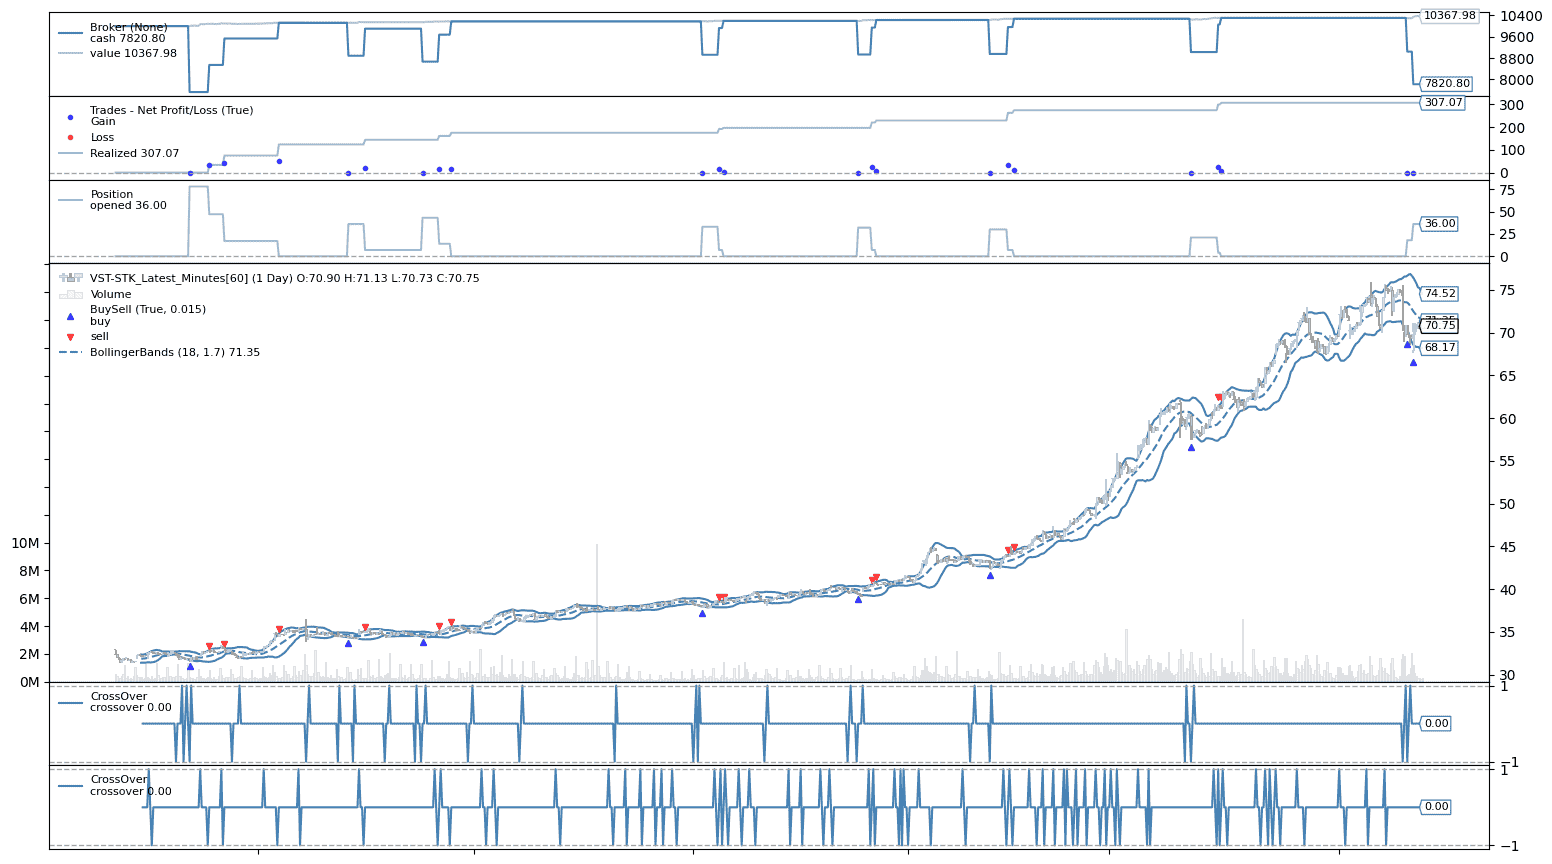 Broker (None)
cash 7820.80
value 10367.98
10367.98
10400
9600
8800
8000
7820.80
Trades - Net Profit/Loss (True)
Gain
Loss
Realized 307.07
307.07
300
200
100
0
Position
opened 36.00
75
50
36.00
25
0
VST-STK_Latest_Minutes[60] (1 Day) O:70.90 H:71.13 L:70.73 C:70.75
Volume
BuySell (True, 0.015)
buy
sell
BollingerBands (18, 1.7) 71.35
75
74.52
71.35
70.75
70
68.17
65
60
55
50
45
40
35
30
10M
8M
6M
4M
2M
0M
CrossOver
crossover 0.00
1
0.00
−1
CrossOver
crossover 0.00
1
0.00
−1